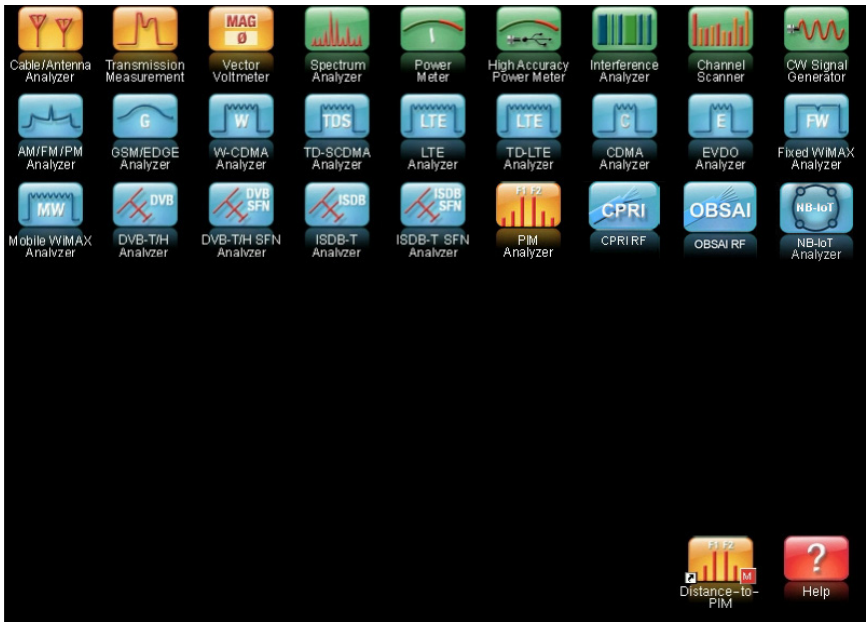 MAG
Ø
Cable/Antenna
Analyzer
Transmission
Measurement
Vector
Voltmeter
Spectrum
Analyzer
Power
Meter
High Accuracy
Power Meter
Interference
Analyzer
Channel
Scanner
CW Signal
Generator
G
W
TDS
LTE
LTE
C
E
FW
AM/FM/PM
Analyzer
GSM/EDGE
Analyzer
W-CDMA
Analyzer
TD-SCDMA
Analyzer
LTE
Analyzer
TD-LTE
Analyzer
CDMA
Analyzer
EVDO
Analyzer
Fixed WiMAX
Analyzer
MW
DVB
DVB
SFN
ISDB
ISDB
SFN
F1 F2
CPRI
OBSAI
NB-IoT
Mobile WiMAX
Analyzer
DVB-T/H
Analyzer
DVB-T/H SFN
Analyzer
ISDB-T
Analyzer
ISDB-T SFN
Analyzer
PIM
Analyzer
CPRI RF
OBSAI RF
NB-IoT
Analyzer
F1 F2
M
?
Distance-to-
PIM
Help